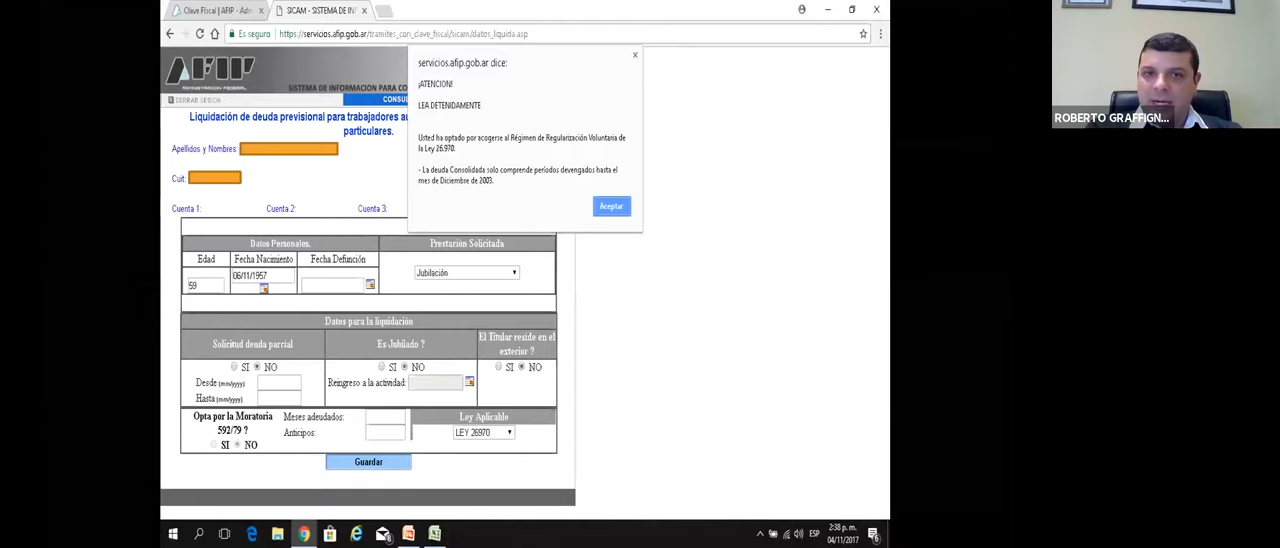 Clave Fiscal | AFIP - Adm
SICAM - SISTEMA DE IN
Es seguro
https://servicios.afip.gob.ar/tramites_con_clave_fiscal/sicam/datos_liquida.asp
AFIP
SISTEMA DE INFORMACIÓN PARA CO
CERRAR SESION
CONSUL
Liquidación de deuda previsional para trabajadores au
particulares.
Apellidos y Nombres:
Cuit:
Cuenta 1:
Cuenta 2:
Cuenta 3:
servicios.afip.gob.ar dice:
¡ATENCION!
LEA DETENIDAMENTE
Usted ha optado por acogerse al Régimen de Regularización Voluntaria de
la Ley 26.970.
- La deuda Consolidada solo comprende períodos devengados hasta el
mes de Diciembre de 2003.
Aceptar
Datos Personales.
Prestación Solicitada
Edad
Fecha Nacimiento
Fecha Defunción
59
06/11/1957
Jubilación
Datos para la liquidación
Solicitud deuda parcial
Es Jubilado ?
El Titular reside en el
exterior ?
SI NO
SI NO
SI NO
Desde (mm/yyyy)
Reingreso a la actividad:
Hasta (mm/yyyy)
Opta por la Moratoria
592/79 ?
SI NO
Meses adeudados:
Anticipos:
Ley Aplicable
LEY 26970
Guardar
ESP
2:38 p. m.
04/11/2017
ROBERTO GRAFFIGN...